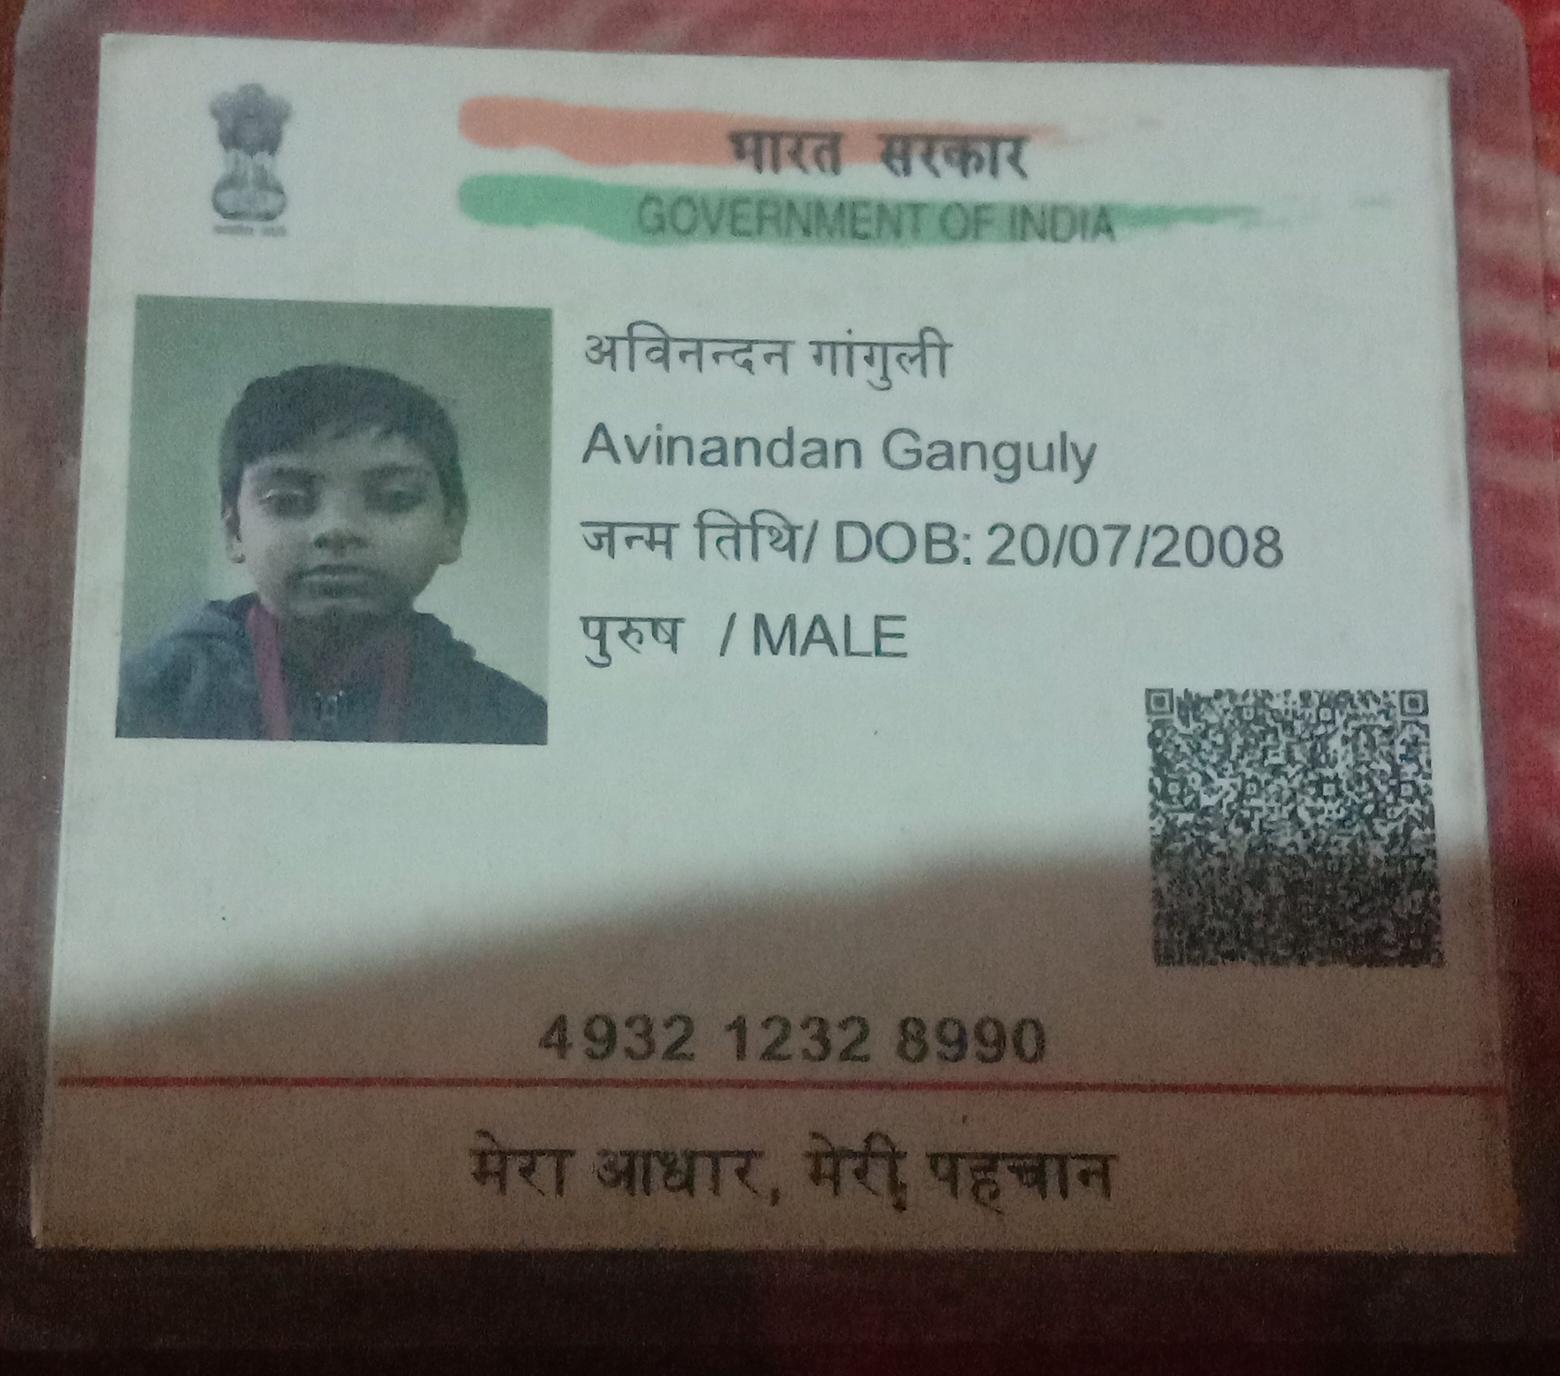 भारत सरकार
GOVERNMENT OF INDIA
अविनन्दन गांगुली
Avinandan Ganguly
जन्म तिथि/ DOB: 20/07/2008
पुरुष / MALE
4932 1232 8990
मेरा आधार, मेरी पहचान